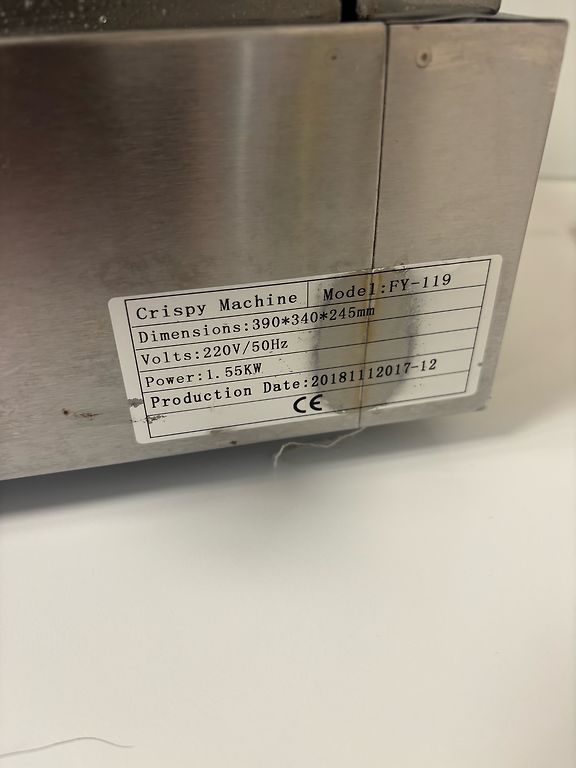 Crispy Machine Model:FY-119
Dimensions:390*340*245mm
Volts:220V/50Hz
Power:1.55KW
Production Date:20181112017-12
CE